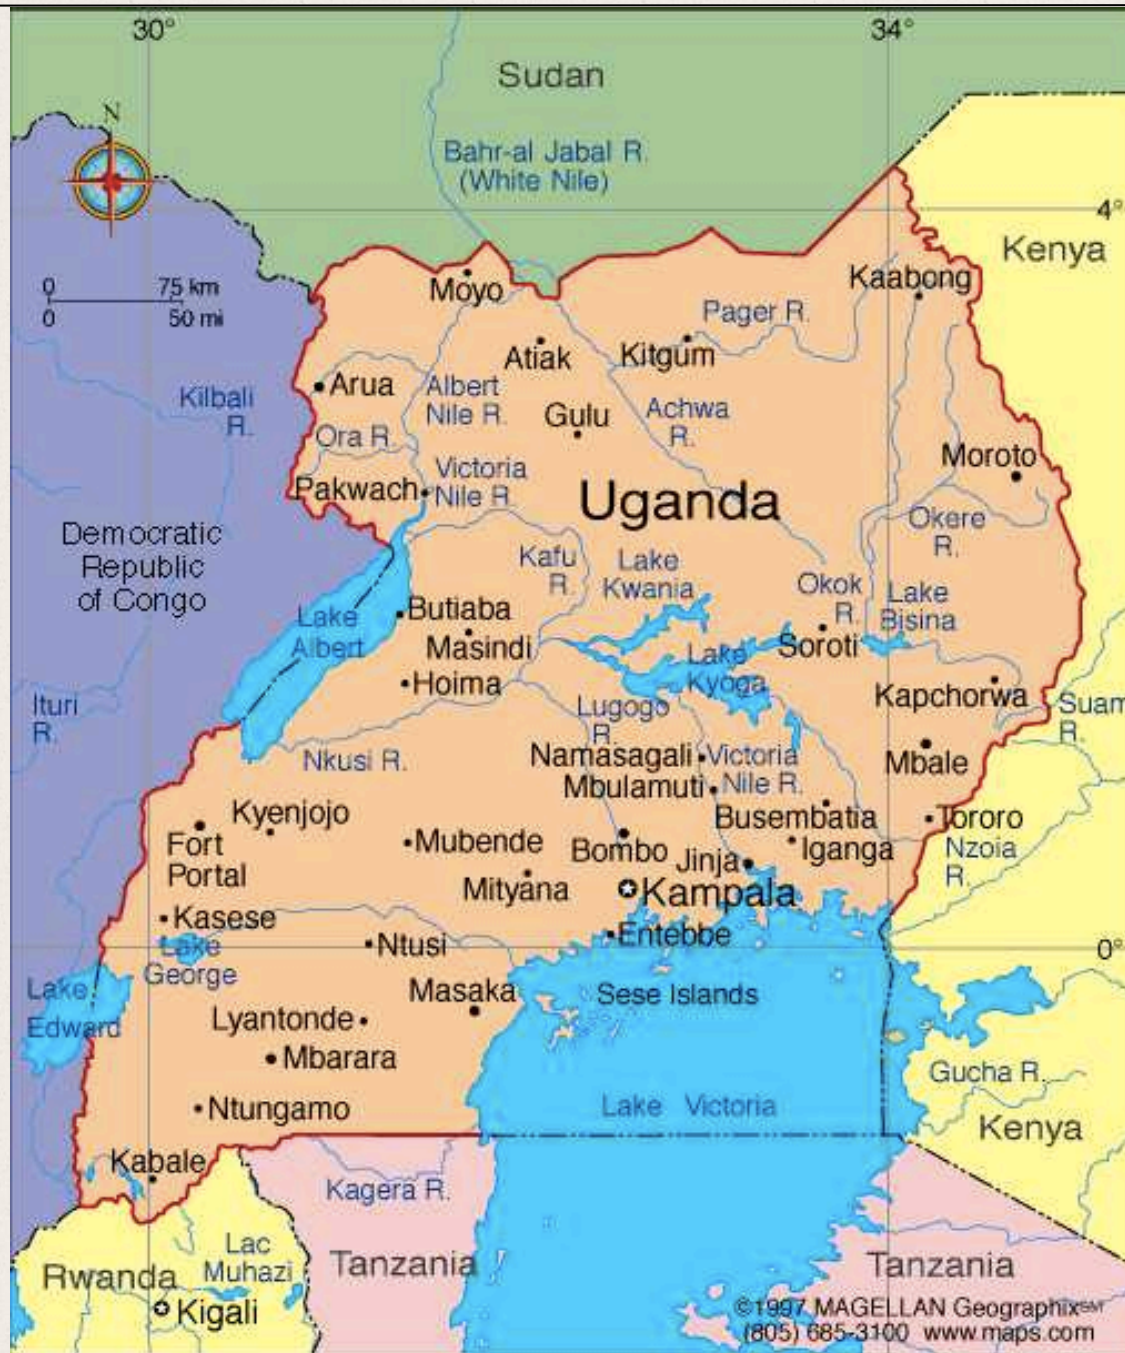 30°
34°
Sudan
N
Bahr-al Jabal R.
(White Nile)
4°
Kenya
0
75 km
0
50 mi
Moyo
Kaabong
Pager R.
Atiak
Kitgum
Arua
Albert
Nile R.
Kilbali
R.
Gulu
Achwa
R.
Ora R.
Moroto
Victoria
Nile R.
Pakwach
Uganda
Okere
R.
Democratic
Republic
of Congo
Kafu
R.
Lake
Kwania
Okok
R.
Lake
Bisina
Lake
Albert
Butiaba
Masindi
Soroti
Lake
Kyoga
Hoima
Kapchorwa
Ituri
R.
Lugogo
R.
Suam
R.
Nkusi R.
Namasagali
Victoria
Nile R.
Mbale
Mbulamuti
Kyenjojo
Busembatia
Tororo
Fort
Portal
Mubende
Bombo
Jinja
Iganga
Nzoia
R.
Mityana
Kampala
Kasese
Entebbe
Lake
George
Ntusi
0°
Lake
Edward
Masaka
Sese Islands
Lyantonde
Mbarara
Gucha R.
Ntungamo
Lake Victoria
Kenya
Kabale
Kagera R.
Lac
Muhazi
Rwanda
Tanzania
Tanzania
Kigali
©1997 MAGELLAN Geographix℠
(805) 685-3100 www.maps.com